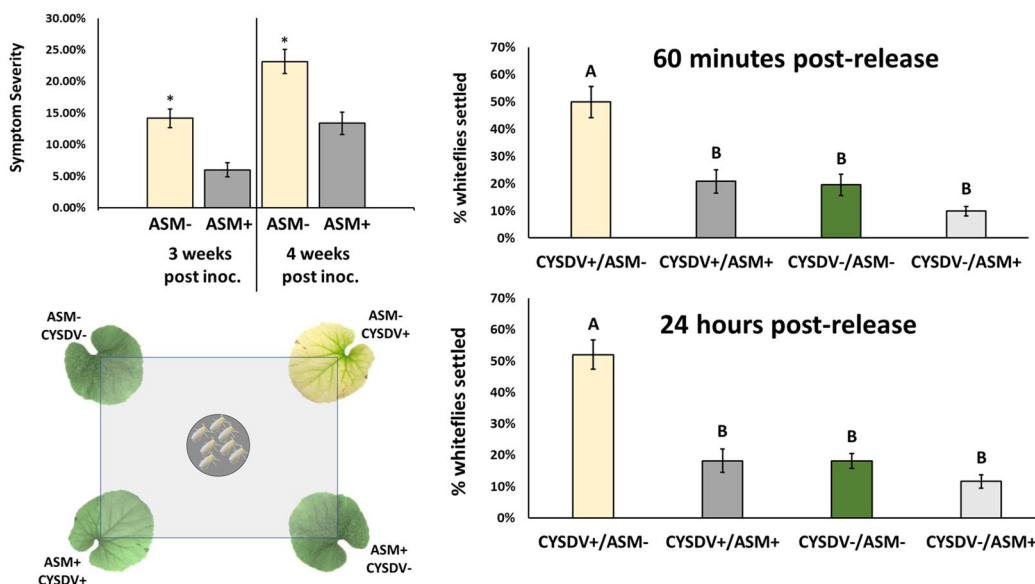 30.00%
25.00%
20.00%
15.00%
10.00%
5.00%
0.00%
Symptom Severity
*
*
ASM- ASM+ ASM- ASM+
3 weeks
post inoc.
4 weeks
post inoc.
ASM-
CYSDV-
ASM-
CYSDV+
ASM+
CYSDV+
ASM+
CYSDV-
60 minutes post-release
70%
60%
50%
40%
30%
20%
10%
0%
% whiteflies settled
A
B
B
B
CYSDV+/ASM- CYSDV+/ASM+ CYSDV-/ASM- CYSDV-/ASM+
24 hours post-release
70%
60%
50%
40%
30%
20%
10%
0%
% whiteflies settled
A
B
B
B
CYSDV+/ASM- CYSDV+/ASM+ CYSDV-/ASM- CYSDV-/ASM+